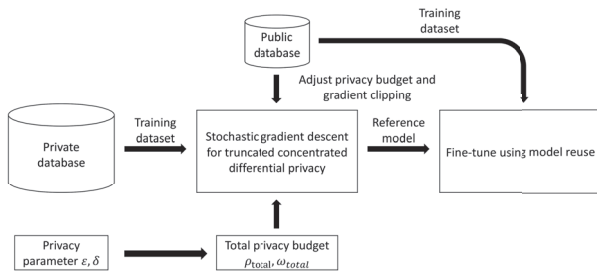 Public
database
Training
dataset
Adjust privacy budget and
gradient clipping
Private
database
Training
dataset
Stochastic gradient descent
for truncated concentrated
differential privacy
Reference
model
Fine-tune using model reuse
Privacy
parameter ε, δ
Total privacy budget
ρtotal, ωtotal